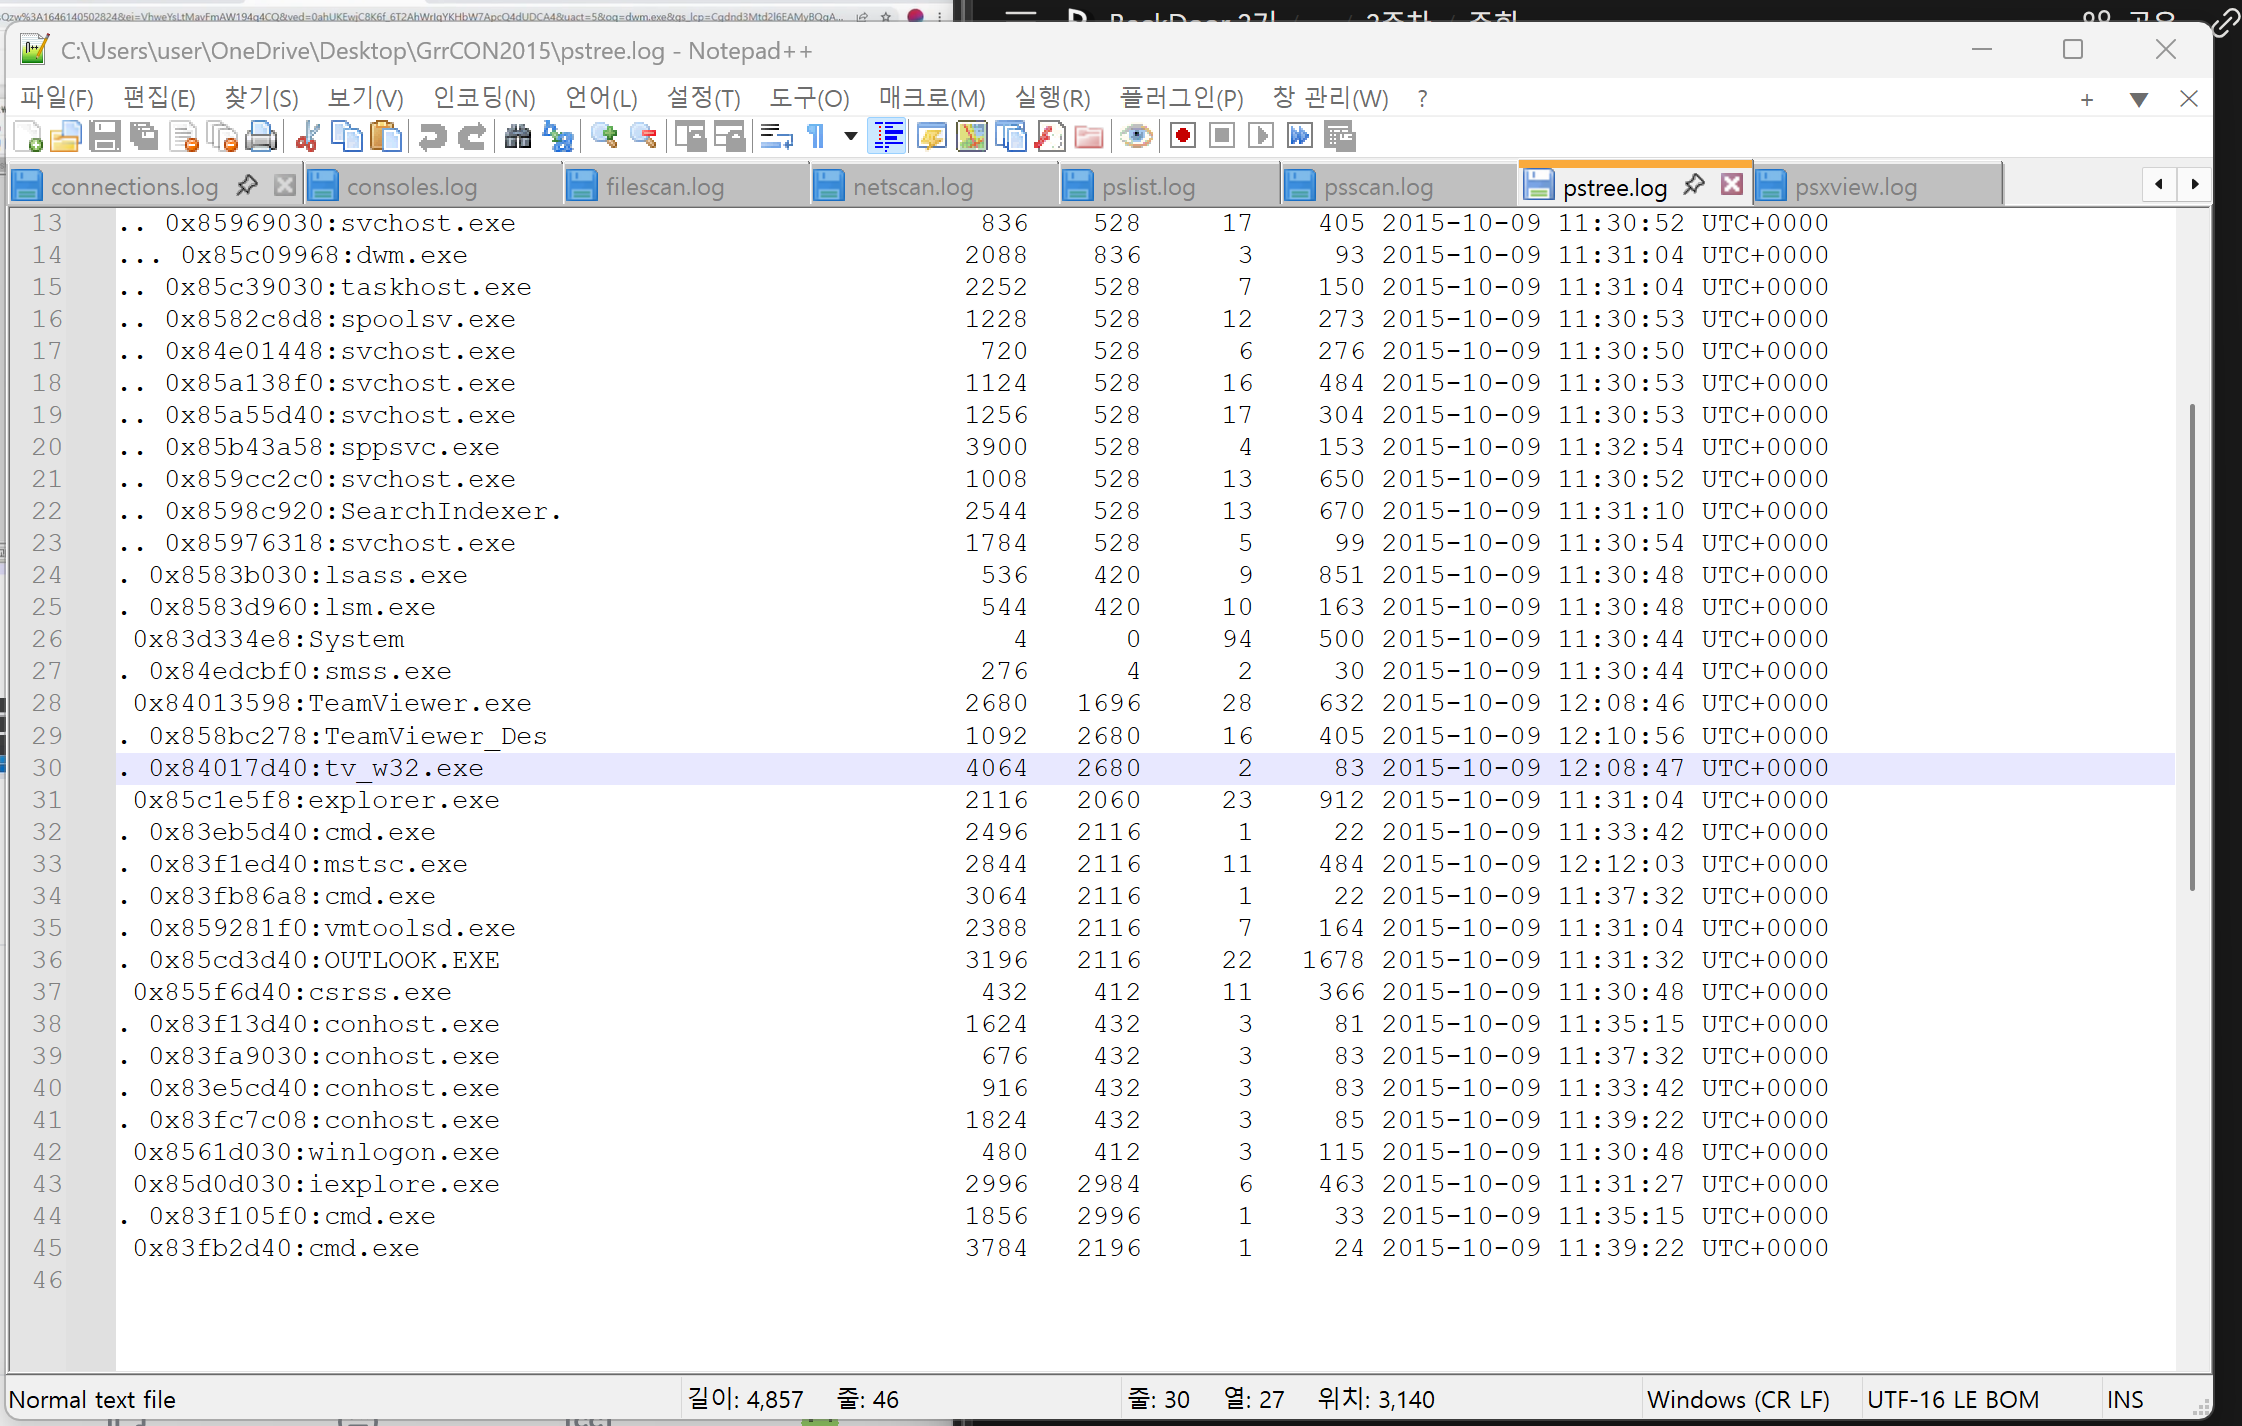 C:\Users\user\OneDrive\Desktop\GrrCON2015\pstree.log - Notepad++
파일(F) 편집(E) 찾기(S) 보기(V) 인코딩(N) 언어(L) 설정(T) 도구(O) 매크로(M) 실행(R) 플러그인(P) 창 관리(W) ?
connections.log consoles.log filescan.log netscan.log pslist.log psscan.log pstree.log psxview.log
13 .. 0x85969030:svchost.exe 836 528 17 405 2015-10-09 11:30:52 UTC+0000
14 ... 0x85c09968:dwm.exe 2088 836 3 93 2015-10-09 11:31:04 UTC+0000
15 .. 0x85c39030:taskhost.exe 2252 528 7 150 2015-10-09 11:31:04 UTC+0000
16 .. 0x8582c8d8:spoolsv.exe 1228 528 12 273 2015-10-09 11:30:53 UTC+0000
17 .. 0x84e01448:svchost.exe 720 528 6 276 2015-10-09 11:30:50 UTC+0000
18 .. 0x85a138f0:svchost.exe 1124 528 16 484 2015-10-09 11:30:53 UTC+0000
19 .. 0x85a55d40:svchost.exe 1256 528 17 304 2015-10-09 11:30:53 UTC+0000
20 .. 0x85b43a58:sppsvc.exe 3900 528 4 153 2015-10-09 11:32:54 UTC+0000
21 .. 0x859cc2c0:svchost.exe 1008 528 13 650 2015-10-09 11:30:52 UTC+0000
22 .. 0x8598c920:SearchIndexer. 2544 528 13 670 2015-10-09 11:31:10 UTC+0000
23 .. 0x85976318:svchost.exe 1784 528 5 99 2015-10-09 11:30:54 UTC+0000
24 . 0x8583b030:lsass.exe 536 420 9 851 2015-10-09 11:30:48 UTC+0000
25 . 0x8583d960:lsm.exe 544 420 10 163 2015-10-09 11:30:48 UTC+0000
26 0x83d334e8:System 4 0 94 500 2015-10-09 11:30:44 UTC+0000
27 . 0x84edcbf0:smss.exe 276 4 2 30 2015-10-09 11:30:44 UTC+0000
28 0x84013598:TeamViewer.exe 2680 1696 28 632 2015-10-09 12:08:46 UTC+0000
29 . 0x858bc278:TeamViewer_Des 1092 2680 16 405 2015-10-09 12:10:56 UTC+0000
30 . 0x84017d40:tv_w32.exe 4064 2680 2 83 2015-10-09 12:08:47 UTC+0000
31 0x85c1e5f8:explorer.exe 2116 2060 23 912 2015-10-09 11:31:04 UTC+0000
32 . 0x83eb5d40:cmd.exe 2496 2116 1 22 2015-10-09 11:33:42 UTC+0000
33 . 0x83f1ed40:mstsc.exe 2844 2116 11 484 2015-10-09 12:12:03 UTC+0000
34 . 0x83fb86a8:cmd.exe 3064 2116 1 22 2015-10-09 11:37:32 UTC+0000
35 . 0x859281f0:vmtoolsd.exe 2388 2116 7 164 2015-10-09 11:31:04 UTC+0000
36 . 0x85cd3d40:OUTLOOK.EXE 3196 2116 22 1678 2015-10-09 11:31:32 UTC+0000
37 0x855f6d40:csrss.exe 432 412 11 366 2015-10-09 11:30:48 UTC+0000
38 . 0x83f13d40:conhost.exe 1624 432 3 81 2015-10-09 11:35:15 UTC+0000
39 . 0x83fa9030:conhost.exe 676 432 3 83 2015-10-09 11:37:32 UTC+0000
40 . 0x83e5cd40:conhost.exe 916 432 3 83 2015-10-09 11:33:42 UTC+0000
41 . 0x83fc7c08:conhost.exe 1824 432 3 85 2015-10-09 11:39:22 UTC+0000
42 0x8561d030:winlogon.exe 480 412 3 115 2015-10-09 11:30:48 UTC+0000
43 0x85d0d030:iexplore.exe 2996 2984 6 463 2015-10-09 11:31:27 UTC+0000
44 . 0x83f105f0:cmd.exe 1856 2996 1 33 2015-10-09 11:35:15 UTC+0000
45 0x83fb2d40:cmd.exe 3784 2196 1 24 2015-10-09 11:39:22 UTC+0000
46
Normal text file 길이: 4,857 줄: 46 줄: 30 열: 27 위치: 3,140 Windows (CR LF) UTF-16 LE BOM INS